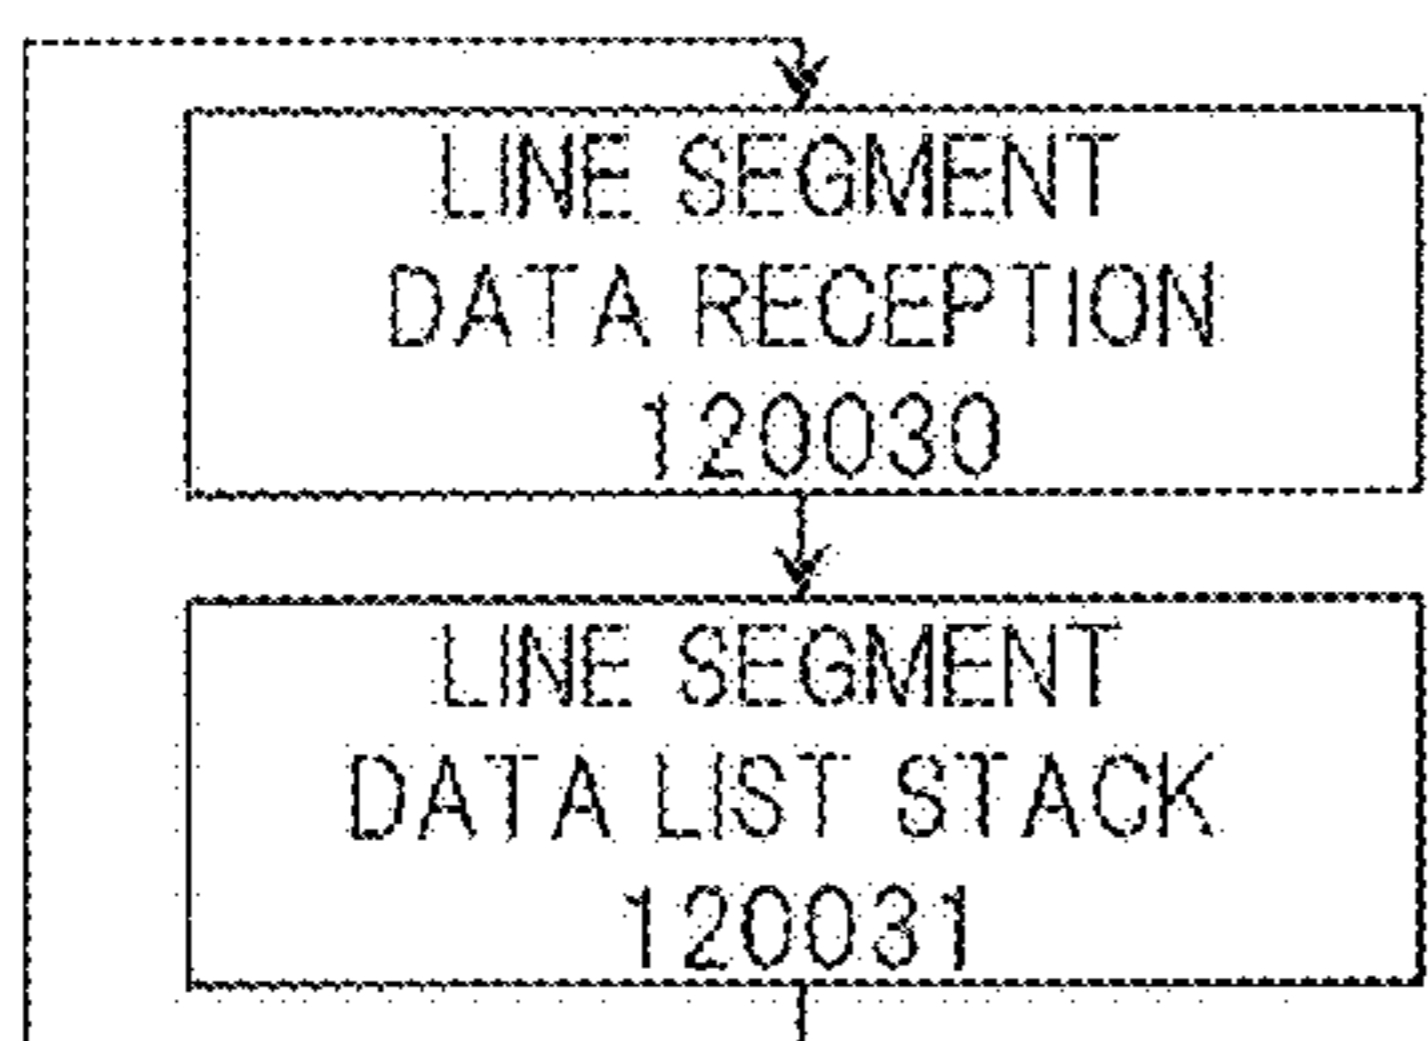 LINE SEGMENT
DATA RECEPTION
120030
LINE SEGMENT
DATA LIST STACK
120031